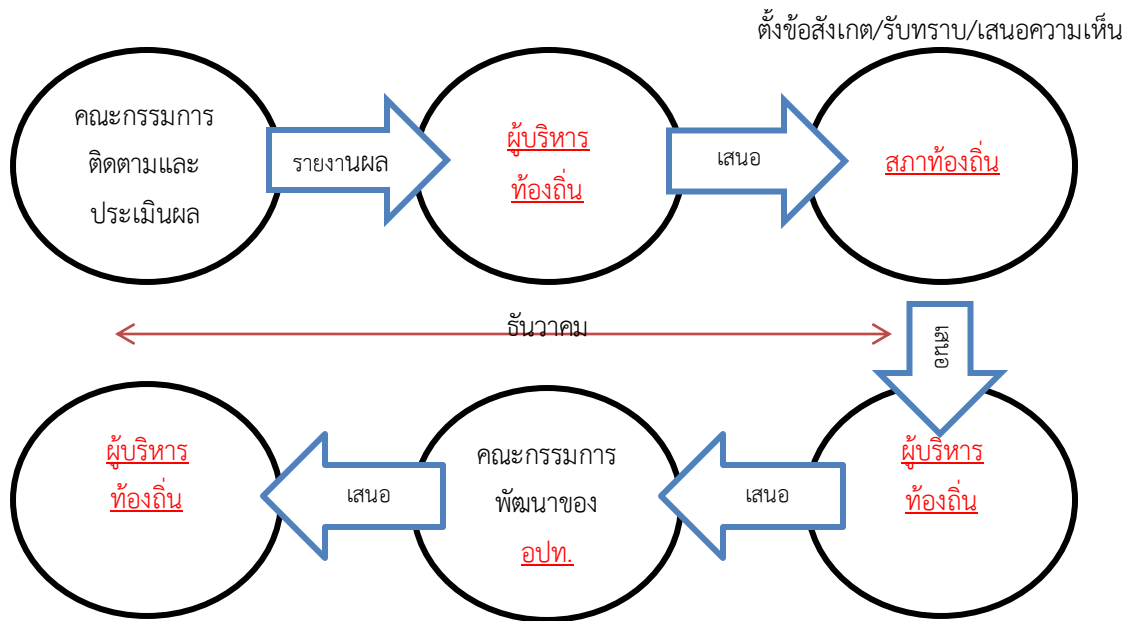 ตั้งข้อสังเกต/รับทราบ/เสนอความเห็น
คณะกรรมการ
ติดตามและ
ประเมินผล
รายงานผล
ผู้บริหาร
ท้องถิ่น
เสนอ
สภาท้องถิ่น
ธันวาคม
เสนอ
ผู้บริหาร
ท้องถิ่น
เสนอ
คณะกรรมการ
พัฒนาของ
อปท.
เสนอ
ผู้บริหาร
ท้องถิ่น